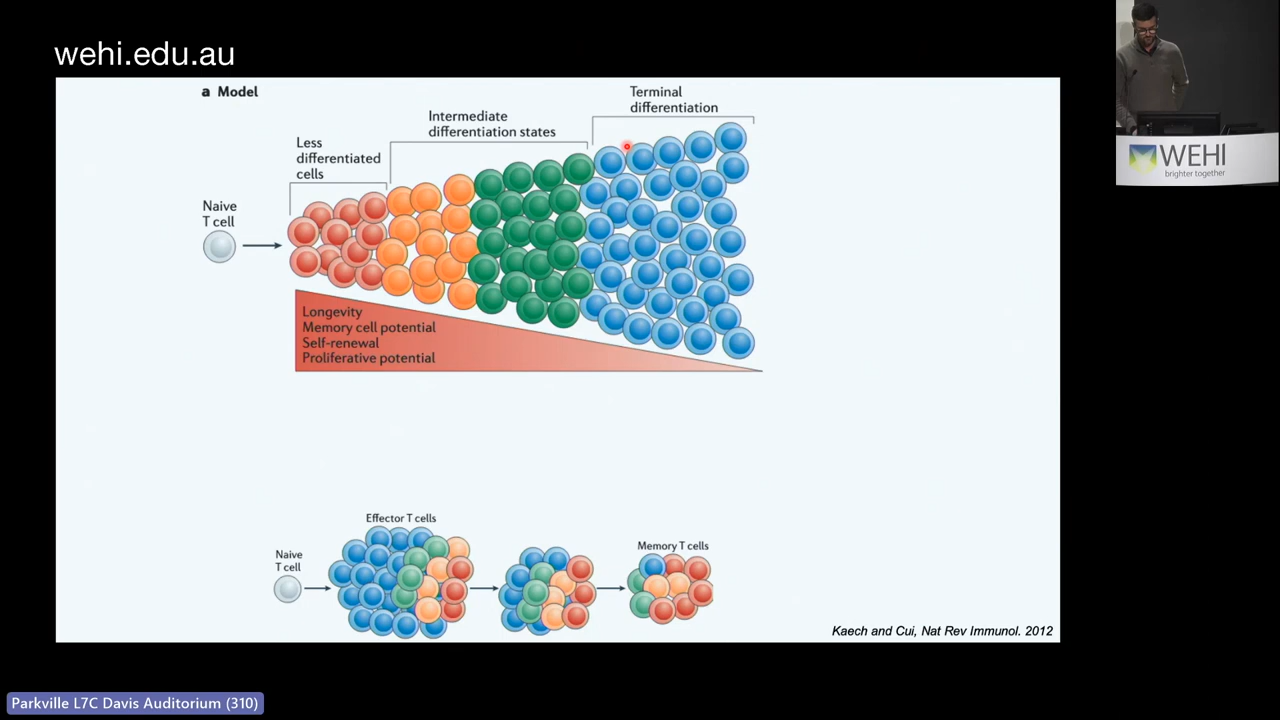 wehi.edu.au
a Model
Terminal
differentiation
Intermediate
differentiation states
Less
differentiated
cells
Naive
T cell
Longevity
Memory cell potential
Self-renewal
Proliferative potential
Effector T cells
Naive
T cell
Memory T cells
Kaech and Cui, Nat Rev Immunol. 2012
WEHI
brighter together
Parkville L7C Davis Auditorium (310)